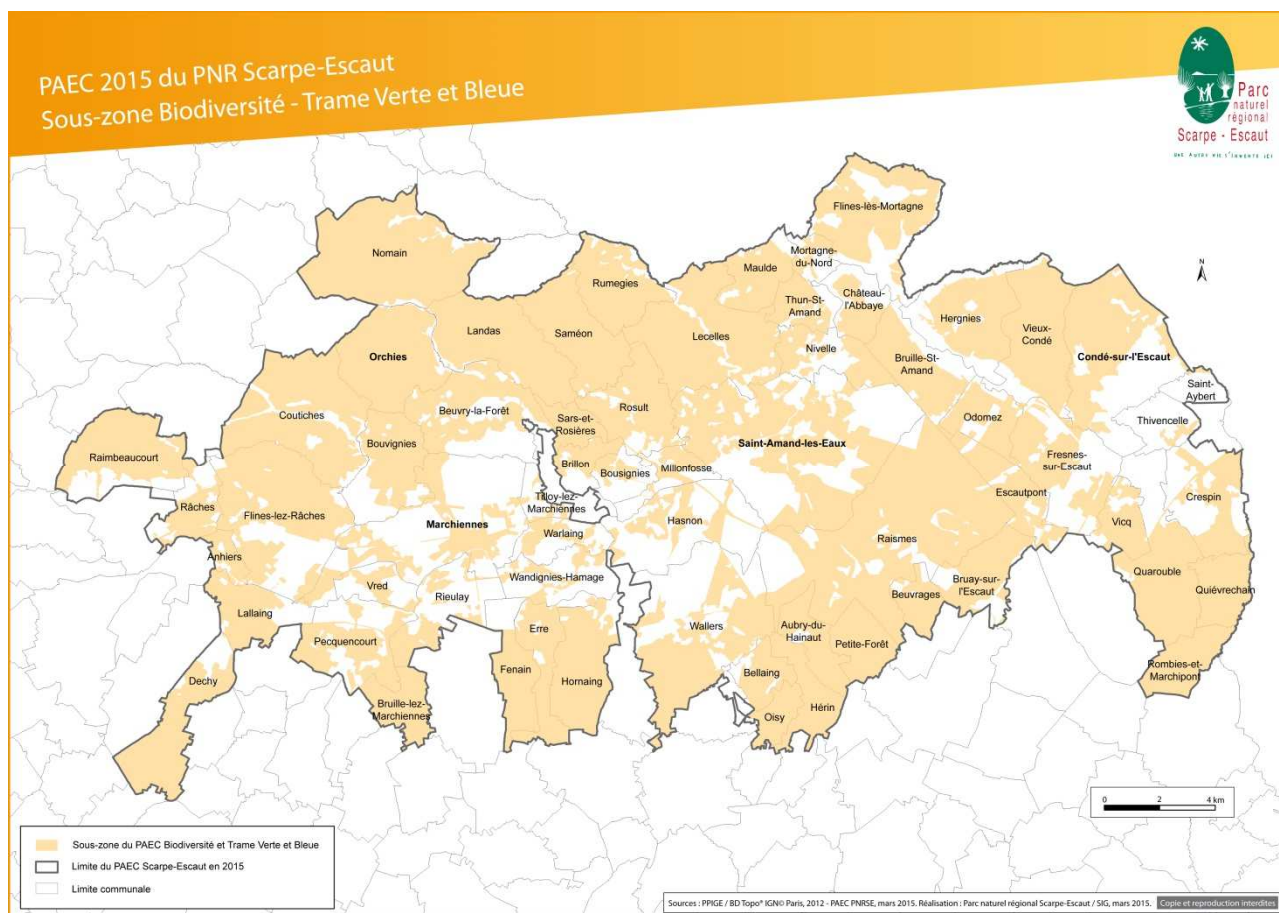 PAEC 2015 du PNR Scarpe-Escaut
Sous-zone Biodiversité - Trame Verte et Bleue
Parc
naturel
régional
Scarpe - Escaut
UNE AUTRE VIE S'INVENTE ICI
Flines-lès-Mortagne
Nomain
Mortagne-
du-Nord
Maulde
Rumegies
N
Château-
l'Abbaye
Thun-St-
Amand
Hergnies
Vieux-
Condé
Landas
Saméon
Lecelles
Nivelle
Orchies
Bruille-St-
Amand
Condé-sur-l'Escaut
Saint-
Aybert
Coutiches
Beuvry-la-Forêt
Rosult
Sars-et-
Rosières
Odomez
Thivencelle
Bouvignies
Saint-Amand-les-Eaux
Raimbeaucourt
Brillon
Bousignies
Millonfosse
Fresnes-
sur-Escaut
Escautpont
Crespin
Râches
Flines-lez-Râches
Tilloy-lez-
Marchiennes
Marchiennes
Hasnon
Vicq
Warlaing
Raismes
Anhiers
Quarouble
Vred
Wandignies-Hamage
Bruay-sur-
l'Escaut
Rieulay
Beuvrages
Quiévrechain
Lallaing
Wallers
Aubry-du-
Hainaut
Erre
Pecquencourt
Petite-Forêt
Fenain
Hornaing
Bellaing
Rombies-et-
Marchipont
Dechy
Bruille-lez-
Marchiennes
Oisy
Hérin
0 2 4 km
Sous-zone du PAEC Biodiversité et Trame Verte et Bleue
Limite du PAEC Scarpe-Escaut en 2015
Limite communale
Sources : PPIGE / BD Topo® IGN© Paris, 2012 - PAEC PNRSE, mars 2015. Réalisation : Parc naturel régional Scarpe-Escaut / SIG, mars 2015. Copie et reproduction interdites